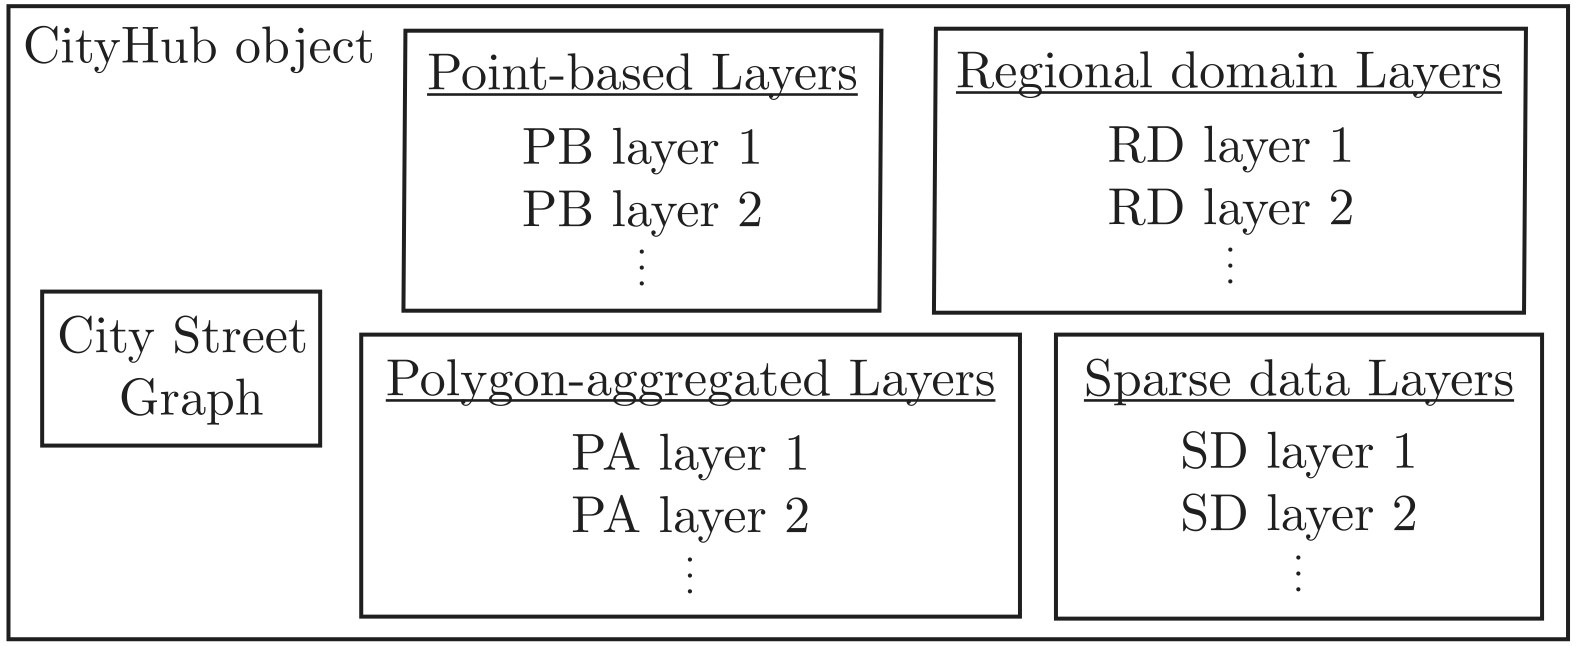 CityHub object
Point-based Layers
PB layer 1
PB layer 2
⋮
Regional domain Layers
RD layer 1
RD layer 2
⋮
City Street
Graph
Polygon-aggregated Layers
PA layer 1
PA layer 2
⋮
Sparse data Layers
SD layer 1
SD layer 2
⋮